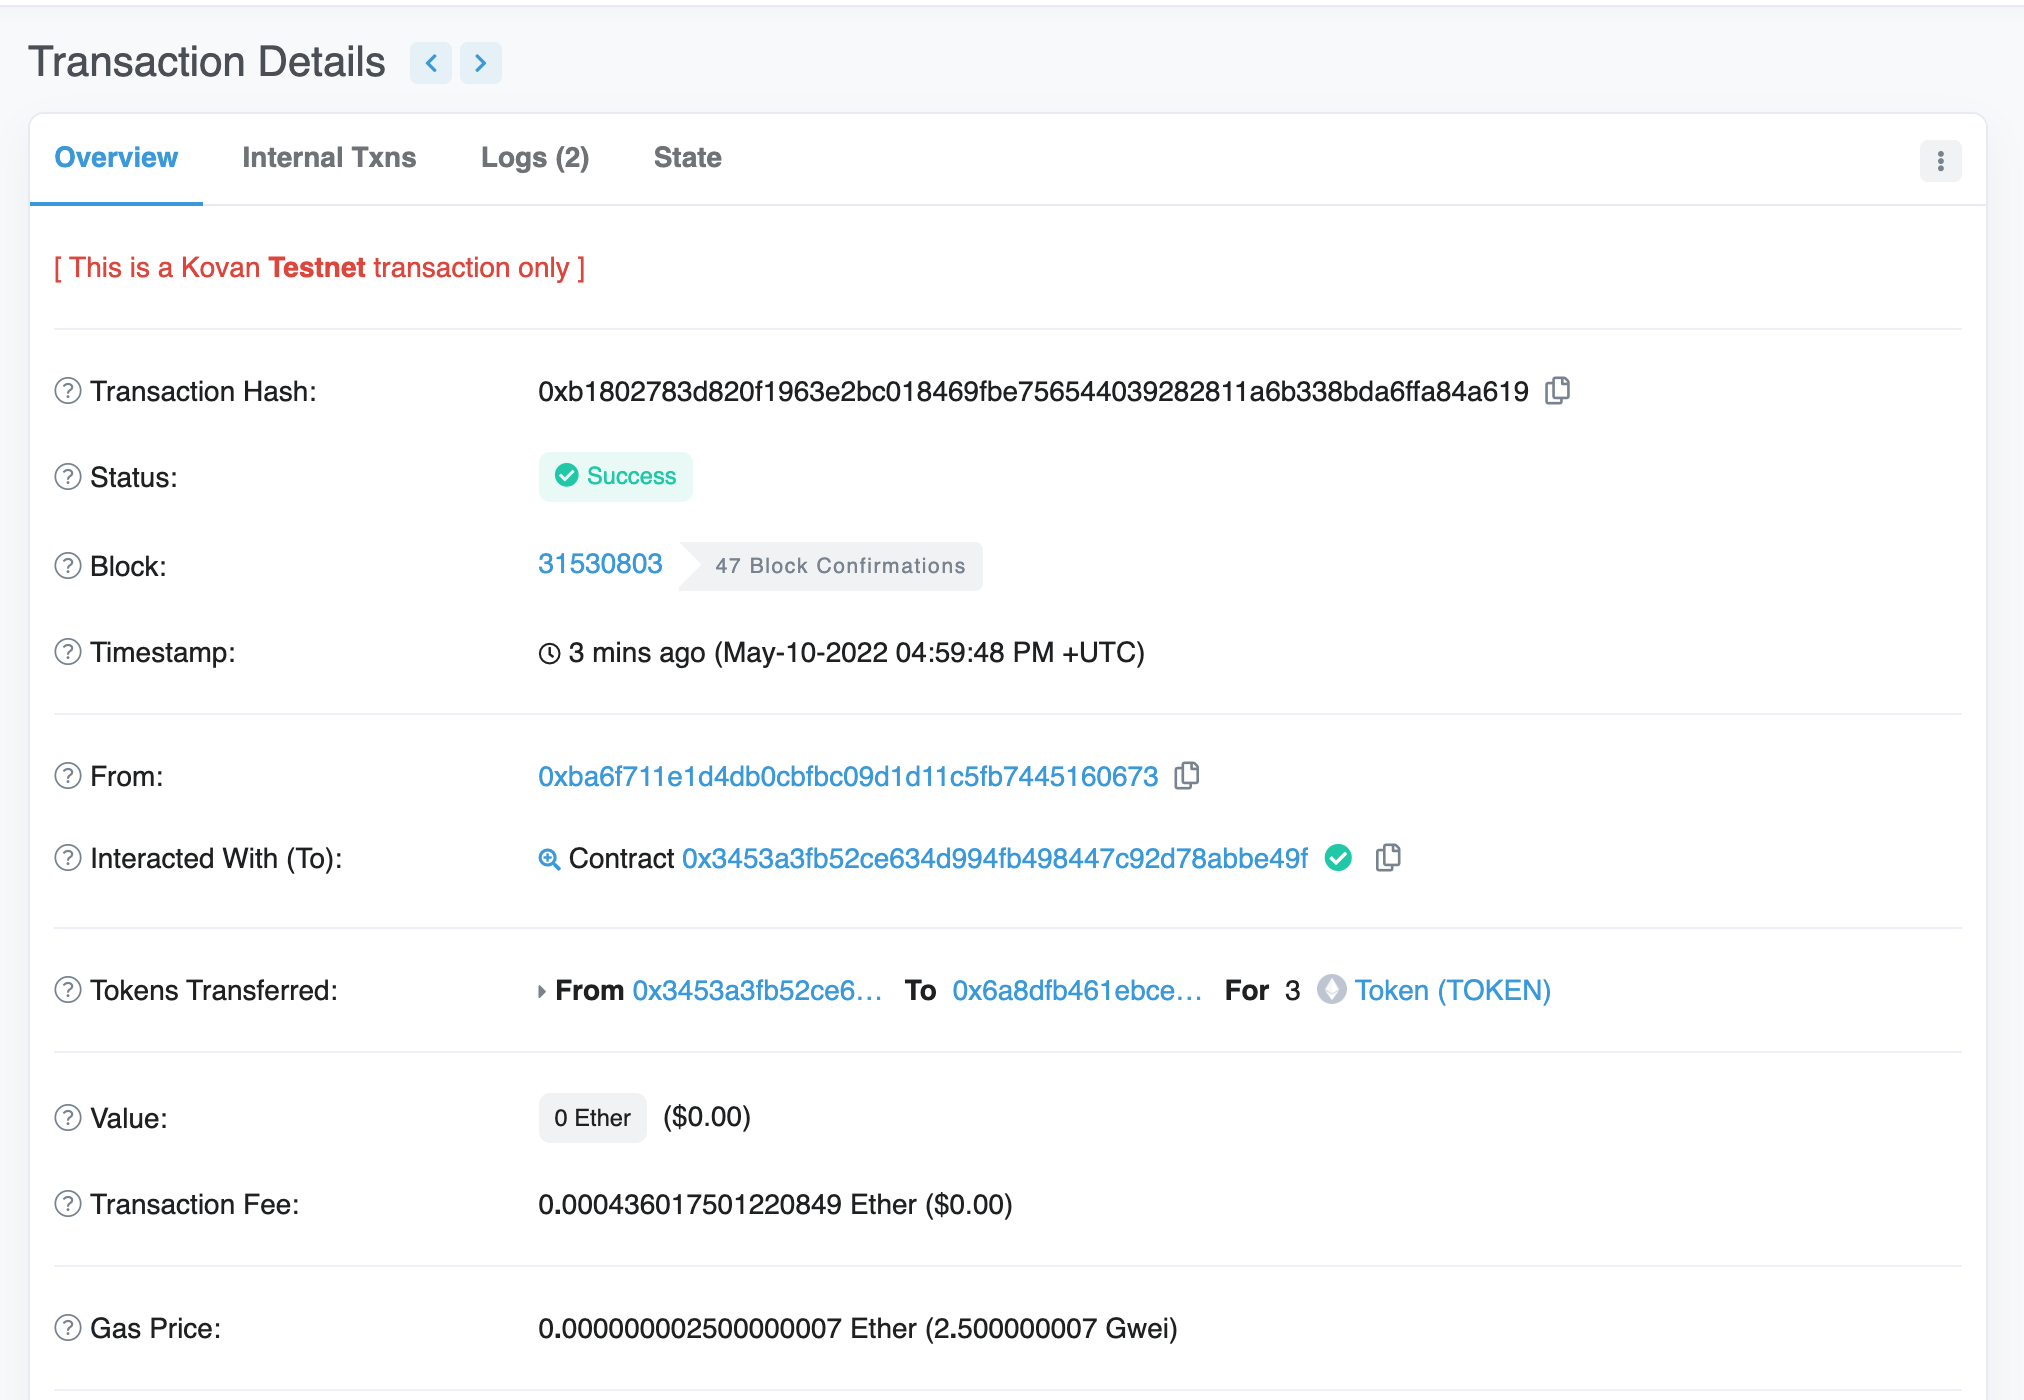 Transaction Details
Overview Internal Txns Logs (2) State
[ This is a Kovan Testnet transaction only ]
Transaction Hash: 0xb1802783d820f1963e2bc018469fbe756544039282811a6b338bda6ffa84a619
Status: Success
Block: 31530803 47 Block Confirmations
Timestamp: 3 mins ago (May-10-2022 04:59:48 PM +UTC)
From: 0xba6f711e1d4db0cbfbc09d1d11c5fb7445160673
Interacted With (To): Contract 0x3453a3fb52ce634d994fb498447c92d78abbe49f
Tokens Transferred: From 0x3453a3fb52ce6... To 0x6a8dfb461ebce... For 3 Token (TOKEN)
Value: 0 Ether ($0.00)
Transaction Fee: 0.000436017501220849 Ether ($0.00)
Gas Price: 0.000000002500000007 Ether (2.500000007 Gwei)